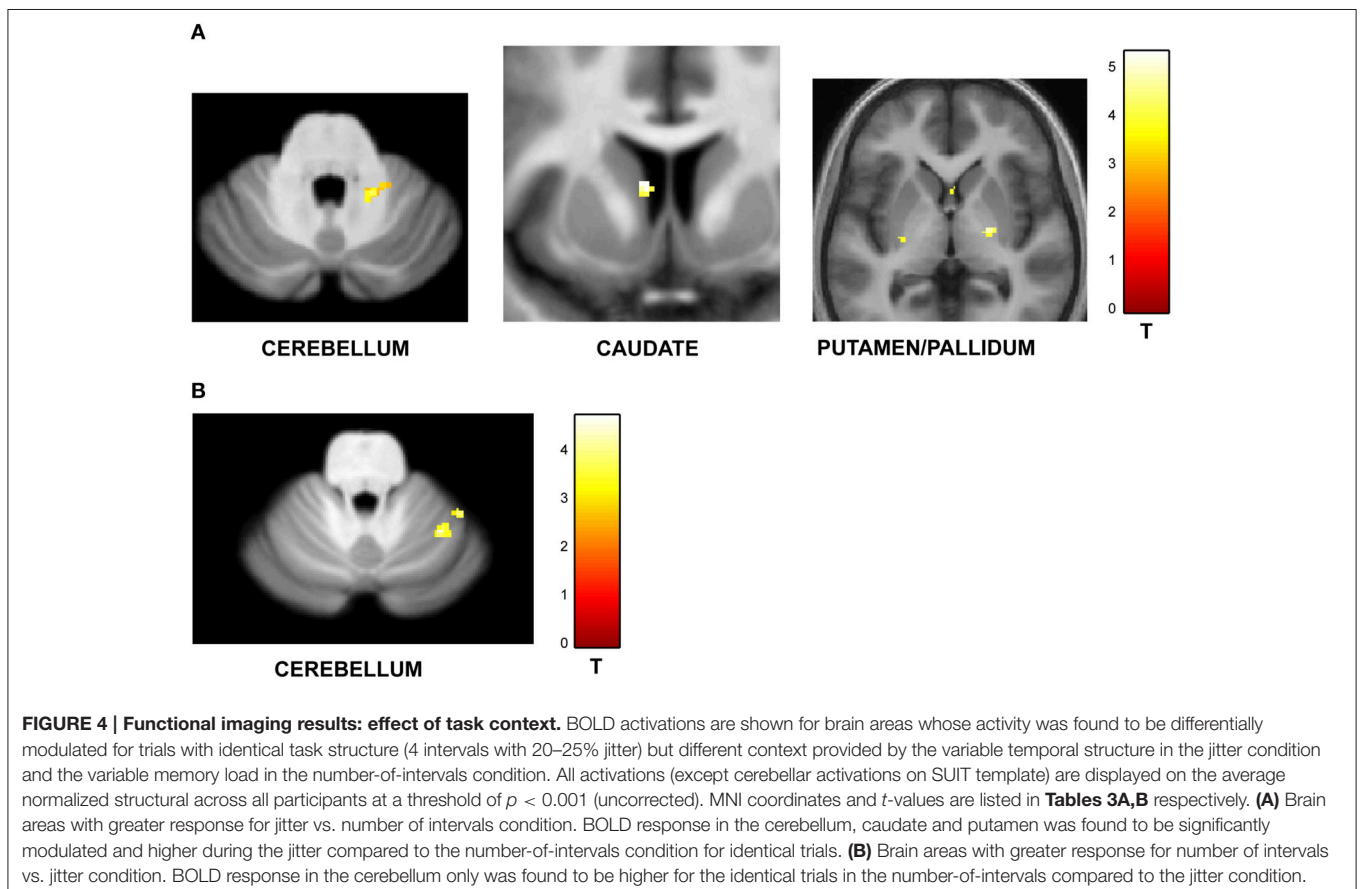 A
5
4
3
2
1
0
T
CEREBELLUM
CAUDATE
PUTAMEN/PALLIDUM
B
4
3
2
1
0
T
CEREBELLUM
FIGURE 4 | Functional imaging results: effect of task context. BOLD activations are shown for brain areas whose activity was found to be differentially
modulated for trials with identical task structure (4 intervals with 20–25% jitter) but different context provided by the variable temporal structure in the jitter condition
and the variable memory load in the number-of-intervals condition. All activations (except cerebellar activations on SUIT template) are displayed on the average
normalized structural across all participants at a threshold of p < 0.001 (uncorrected). MNI coordinates and t-values are listed in Tables 3A,B respectively. (A) Brain
areas with greater response for jitter vs. number of intervals condition. BOLD response in the cerebellum, caudate and putamen was found to be significantly
modulated and higher during the jitter compared to the number-of-intervals condition for identical trials. (B) Brain areas with greater response for number of intervals
vs. jitter condition. BOLD response in the cerebellum only was found to be higher for the identical trials in the number-of-intervals compared to the jitter condition.